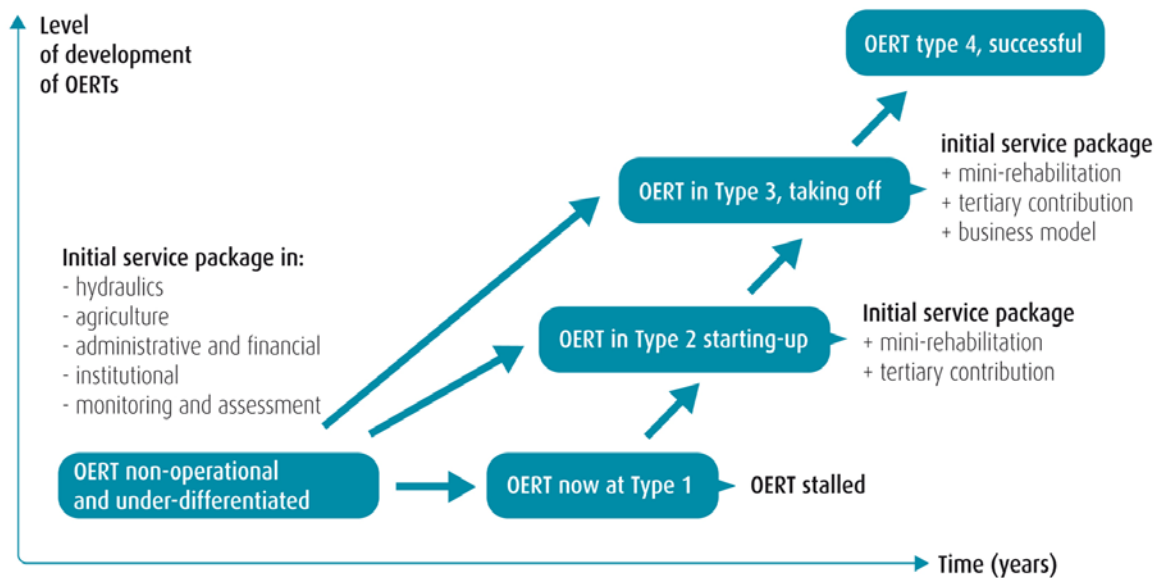 Level
of development
of OERTs
OERT type 4, successful
initial service package
+ mini-rehabilitation
+ tertiary contribution
+ business model
OERT in Type 3, taking off
Initial service package in:
- hydraulics
- agriculture
- administrative and financial
- institutional
- monitoring and assessment
Initial service package
+ mini-rehabilitation
+ tertiary contribution
OERT in Type 2 starting-up
OERT non-operational
and under-differentiated
OERT now at Type 1
OERT stalled
Time (years)